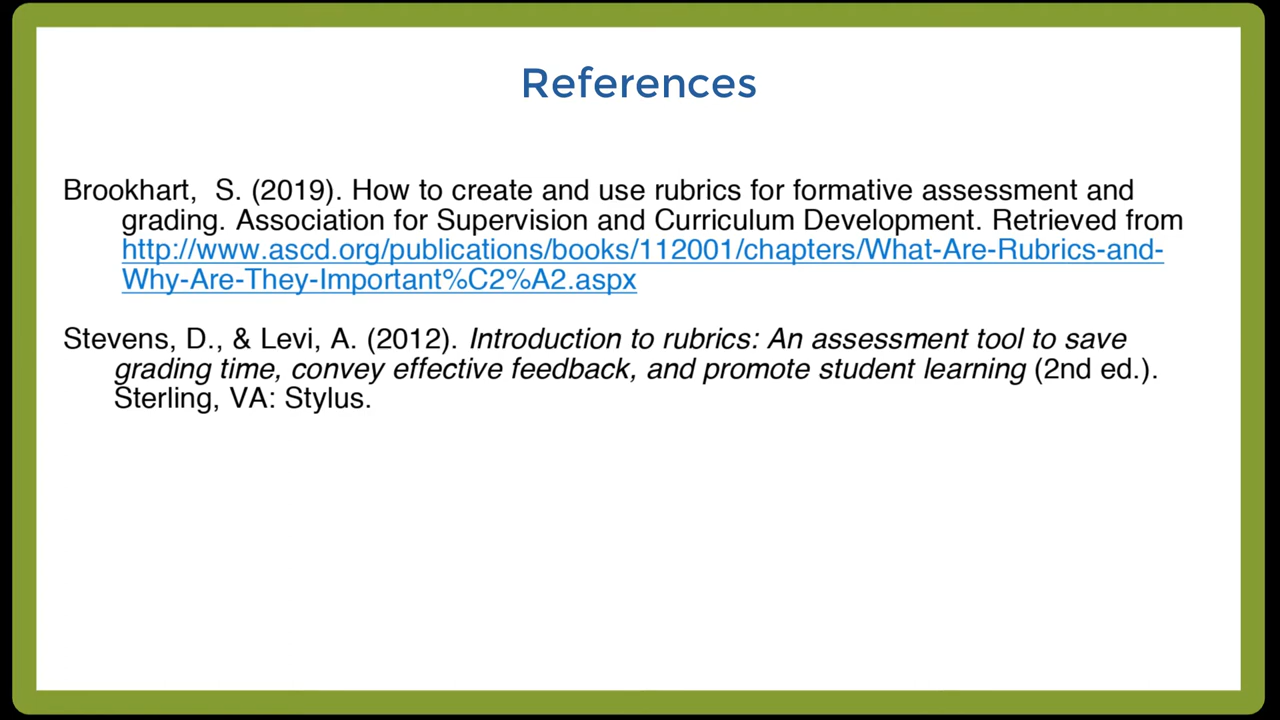 References
Brookhart,  S. (2019). How to create and use rubrics for formative assessment and
grading. Association for Supervision and Curriculum Development. Retrieved from
http://www.ascd.org/publications/books/112001/chapters/What-Are-Rubrics-and-
Why-Are-They-Important%C2%A2.aspx
Stevens, D., & Levi, A. (2012). Introduction to rubrics: An assessment tool to save
grading time, convey effective feedback, and promote student learning (2nd ed.).
Sterling, VA: Stylus.